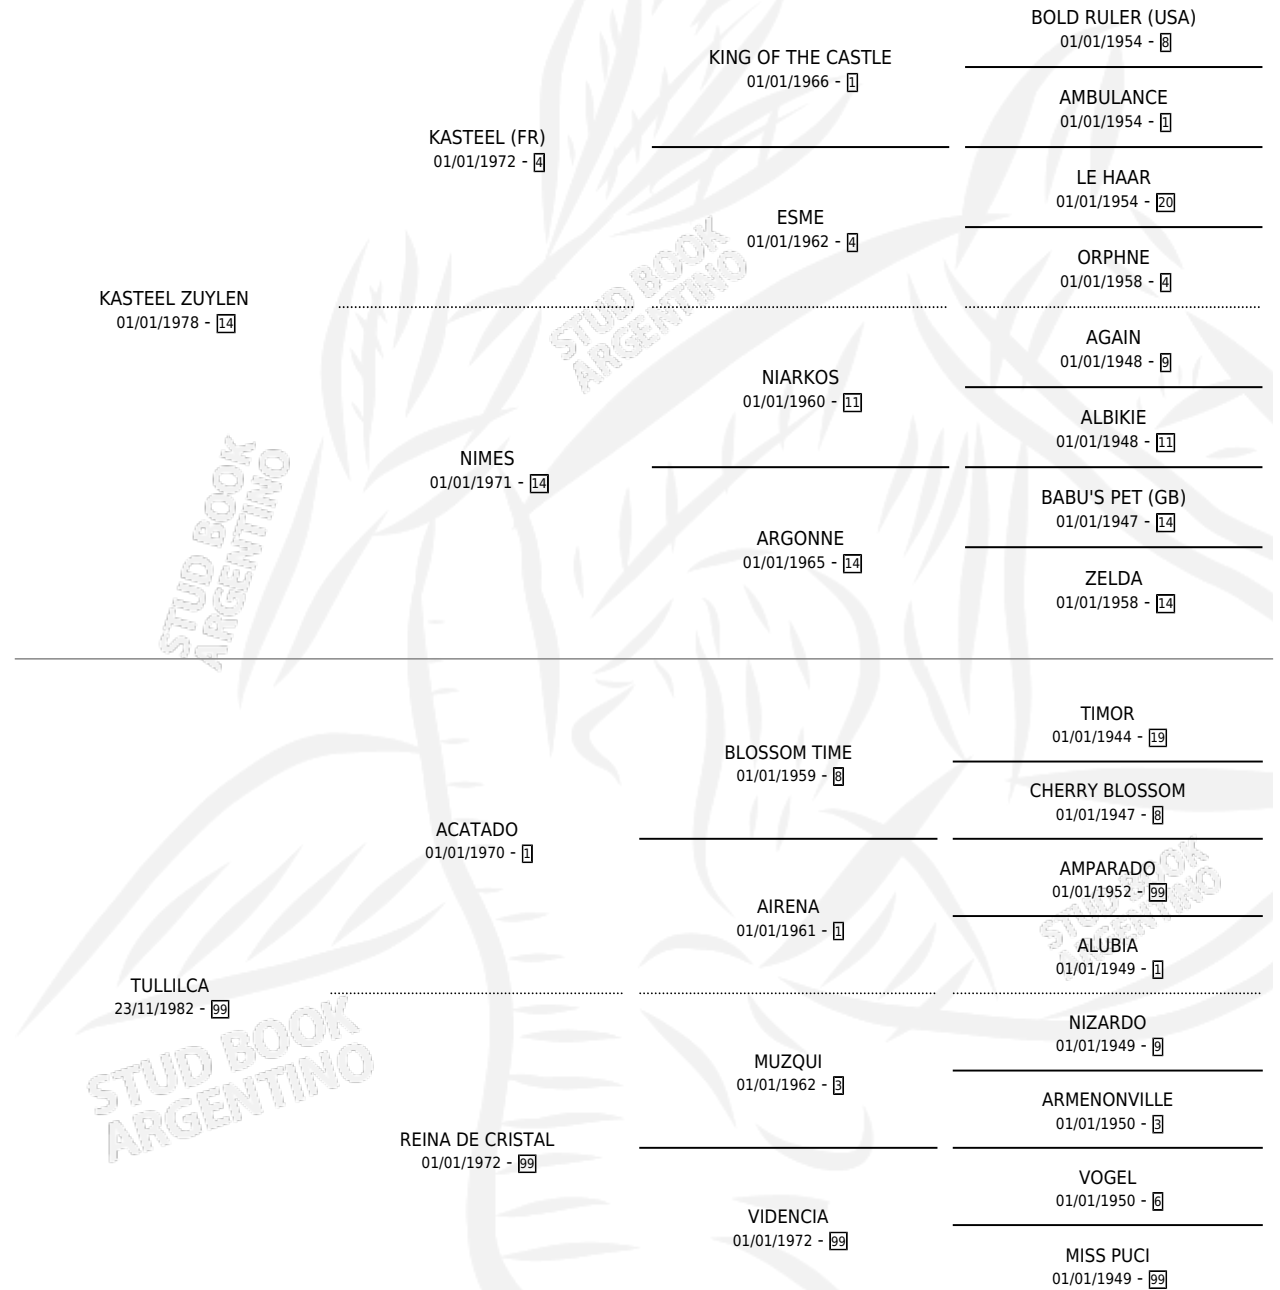 BOLD RULER (USA)
01/01/1954 - 8
KING OF THE CASTLE
01/01/1966 - 1
AMBULANCE
01/01/1954 - 1
KASTEEL (FR)
01/01/1972 - 4
LE HAAR
01/01/1954 - 20
ESME
01/01/1962 - 4
ORPHNE
01/01/1958 - 4
KASTEEL ZUYLEN
01/01/1978 - 14
AGAIN
01/01/1948 - 9
NIARKOS
01/01/1960 - 11
ALBIKIE
01/01/1948 - 11
NIMES
01/01/1971 - 14
BABU'S PET (GB)
01/01/1947 - 14
ARGONNE
01/01/1965 - 14
ZELDA
01/01/1958 - 14
STUD BOOK
ARGENTINO
STUD BOOK
ARGENTINO
TIMOR
01/01/1944 - 19
BLOSSOM TIME
01/01/1959 - 8
CHERRY BLOSSOM
01/01/1947 - 8
ACATADO
01/01/1970 - 1
AMPARADO
01/01/1952 - 99
AIRENA
01/01/1961 - 1
ALUBIA
01/01/1949 - 1
TULLILCA
23/11/1982 - 99
NIZARDO
01/01/1949 - 9
MUZQUI
01/01/1962 - 3
ARMENONVILLE
01/01/1950 - 3
REINA DE CRISTAL
01/01/1972 - 99
VOGEL
01/01/1950 - 6
VIDENCIA
01/01/1972 - 99
MISS PUCI
01/01/1949 - 99
STUD BOOK
ARGENTINO
STUD BOOK
ARGENTINO